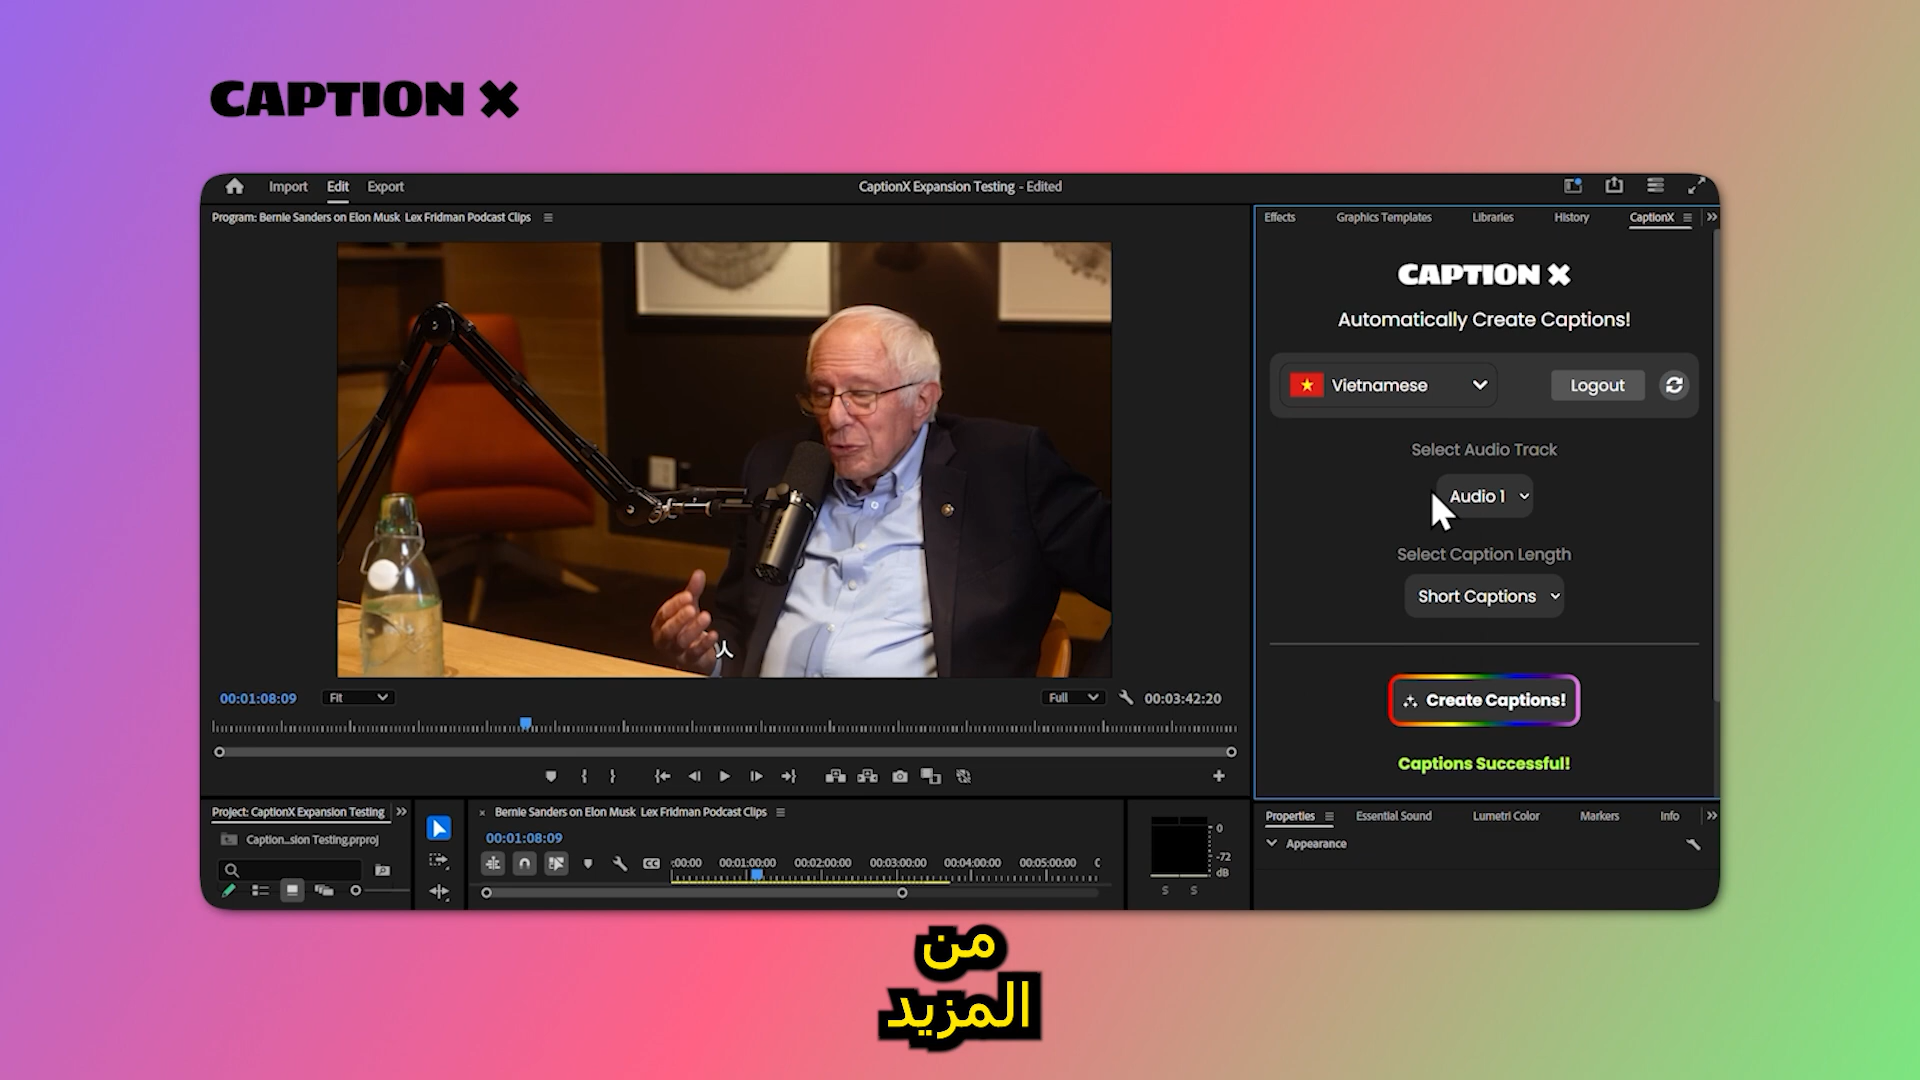 CAPTION X
Import Edit Export
CaptionX Expansion Testing - Edited
Program: Bernie Sanders on Elon Musk Lex Fridman Podcast Clips
Effects Graphics Templates Libraries History CaptionX
CAPTION X
Automatically Create Captions!
Vietnamese
Logout
Select Audio Track
Audio 1
Select Caption Length
Short Captions
Create Captions!
Captions Successful!
人
00:01:08:09 Fit Full 00:03:42:20
Project: CaptionX Expansion Testing
Caption...sion Testing.prproj
× Bernie Sanders on Elon Musk Lex Fridman Podcast Clips
00:01:08:09
CC
:00:00 00:01:00:00 00:02:00:00 00:03:00:00 00:04:00:00 00:05:00:00
0
-72
dB
S S
Properties Essential Sound Lumetri Color Markers Info
Appearance
من
المزيد